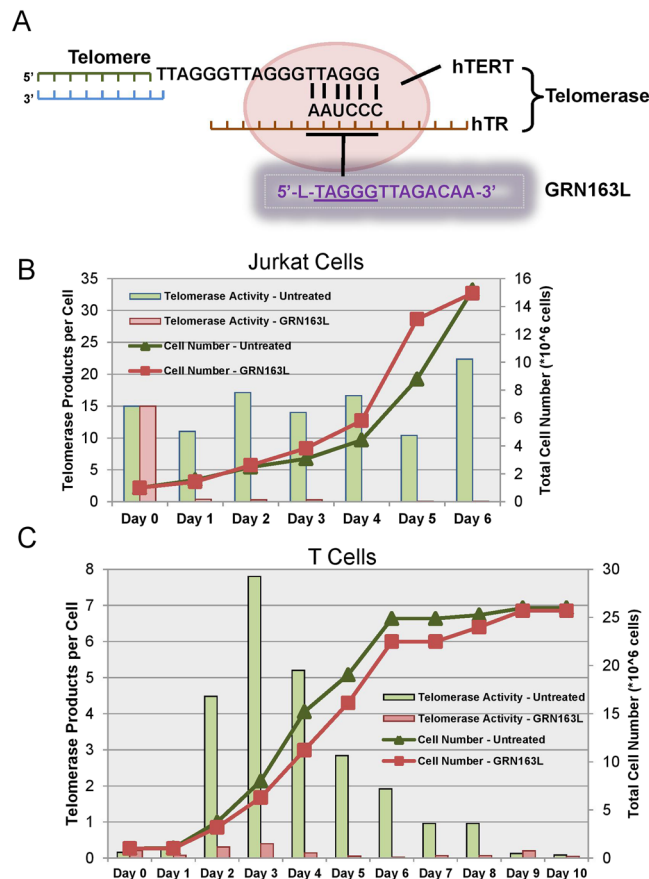 A
Telomere
5’
TTAGGGTTAGGGTTAGGG
hTERT
3’
AAUCCC
Telomerase
hTR
5’-L-TAGGGTTAGACAA-3’
GRN163L
B
Jurkat Cells
Telomerase Products per Cell
35
30
25
20
15
10
5
0
Telomerase Activity - Untreated
Telomerase Activity - GRN163L
Cell Number - Untreated
Cell Number - GRN163L
16
14
12
10
8
6
4
2
0
Total Cell Number (*10^6 cells)
Day 0 Day 1 Day 2 Day 3 Day 4 Day 5 Day 6
C
T Cells
Telomerase Products per Cell
8
7
6
5
4
3
2
1
0
Telomerase Activity - Untreated
Telomerase Activity - GRN163L
Cell Number - Untreated
Cell Number - GRN163L
30
25
20
15
10
5
0
Total Cell Number (*10^6 cells)
Day 0 Day 1 Day 2 Day 3 Day 4 Day 5 Day 6 Day 7 Day 8 Day 9 Day 10